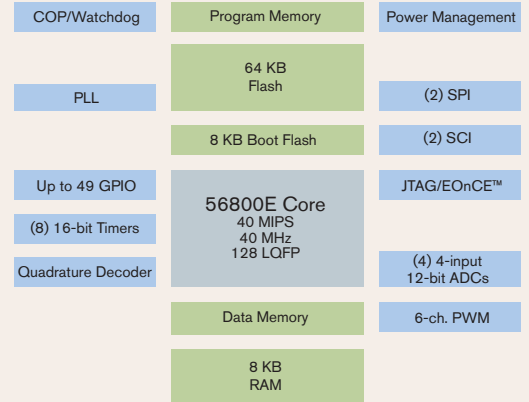 COP/Watchdog
Program Memory
Power Management
64 KB
Flash
PLL
(2) SPI
8 KB Boot Flash
(2) SCI
Up to 49 GPIO
56800E Core
40 MIPS
40 MHz
128 LQFP
JTAG/EOnCE™
(8) 16-bit Timers
Quadrature Decoder
(4) 4-input
12-bit ADCs
Data Memory
6-ch. PWM
8 KB
RAM